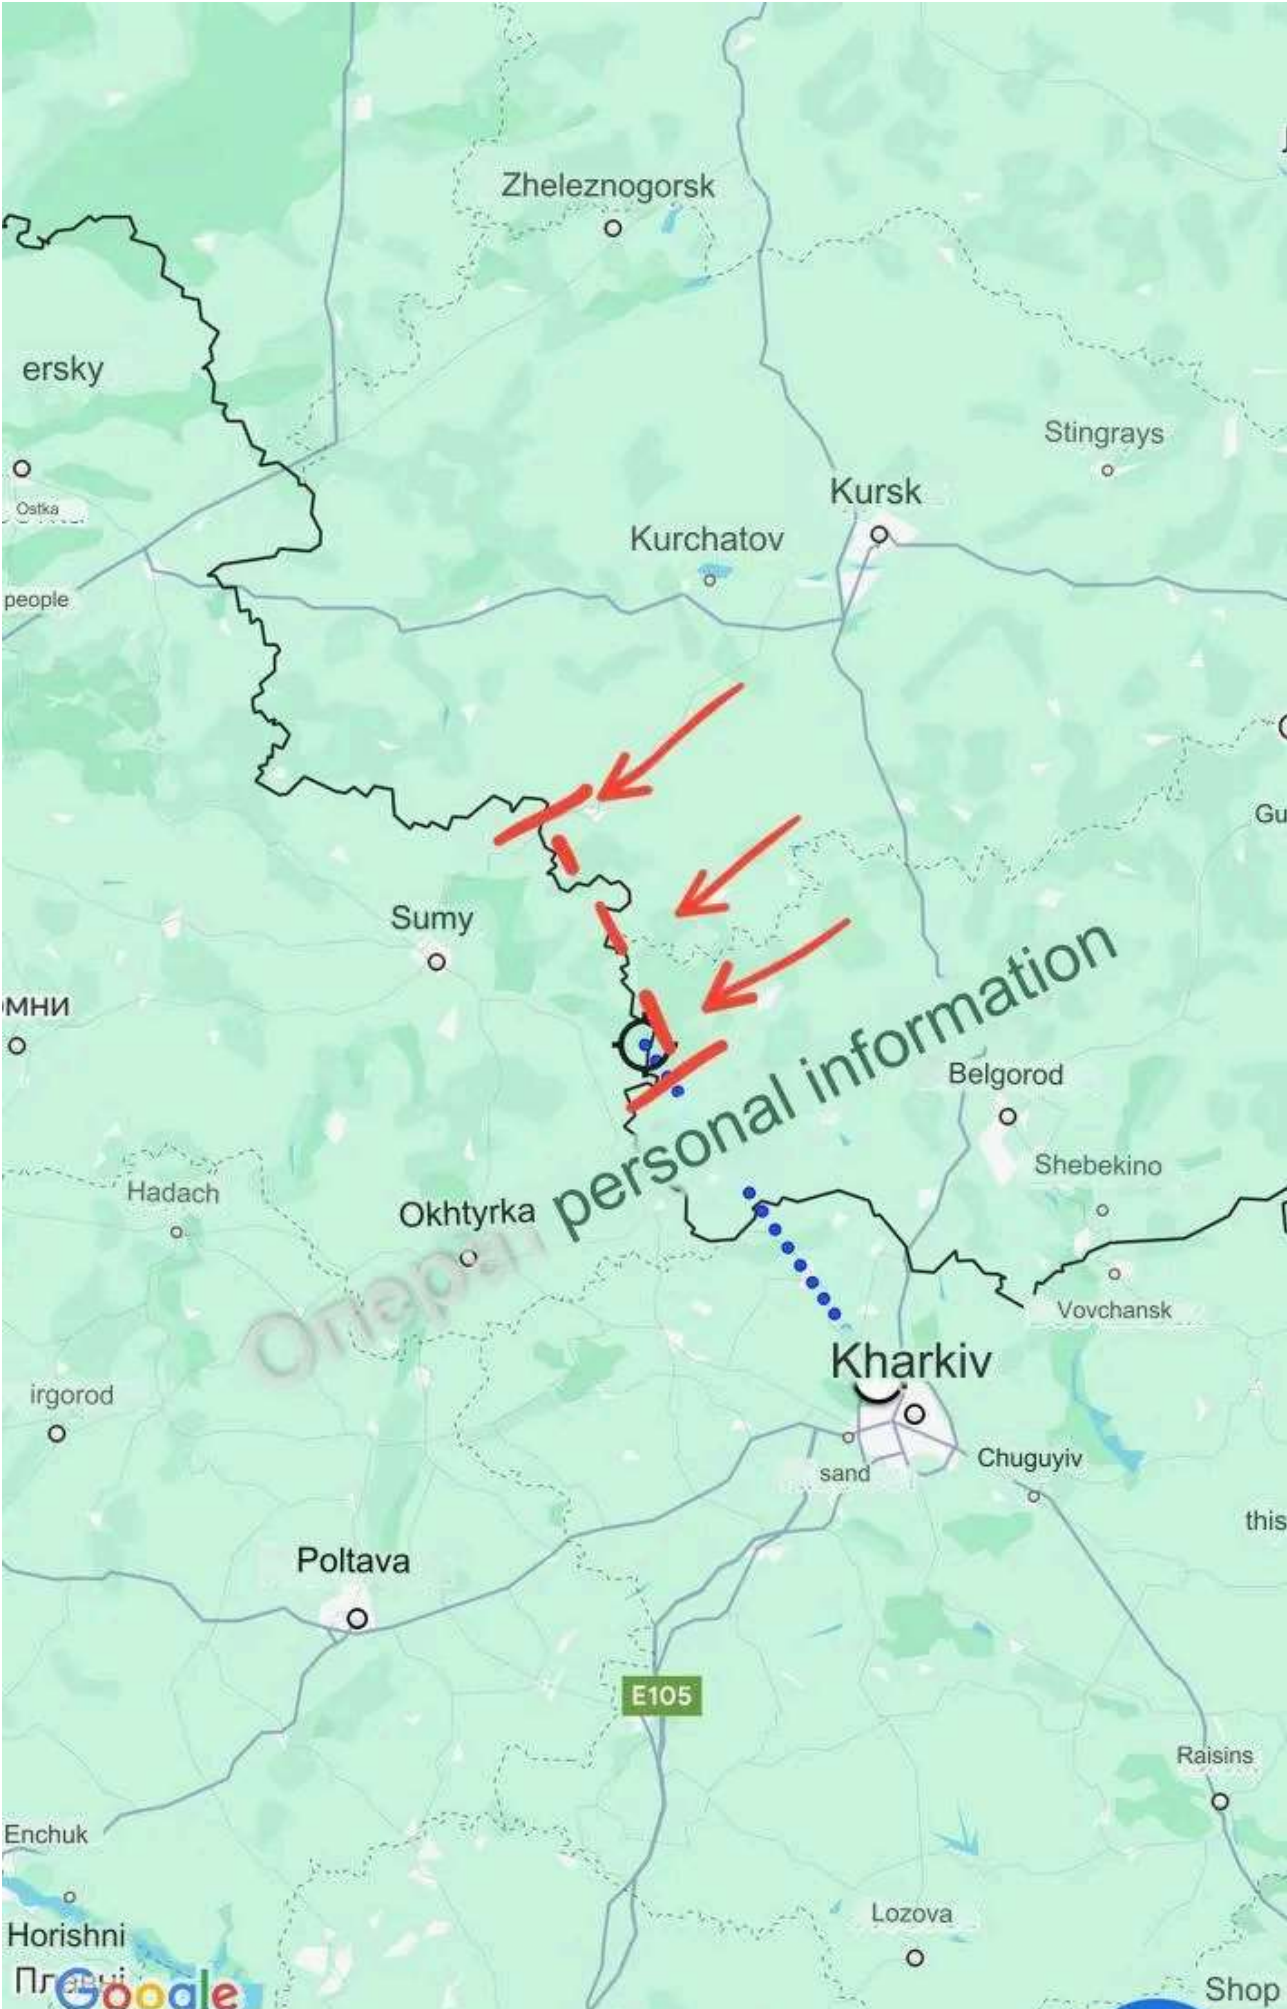 Zheleznogorsk
ersky
Stingrays
Kursk
Ostka
Kurchatov
people
Gu
Sumy
мни
personal information
Belgorod
Shebekino
Hadach
Okhtyrka
Опера
Vovchansk
Kharkiv
irgorod
Chuguyiv
sand
this
Poltava
E105
Raisins
Enchuk
Lozova
Horishni
Google
Shop